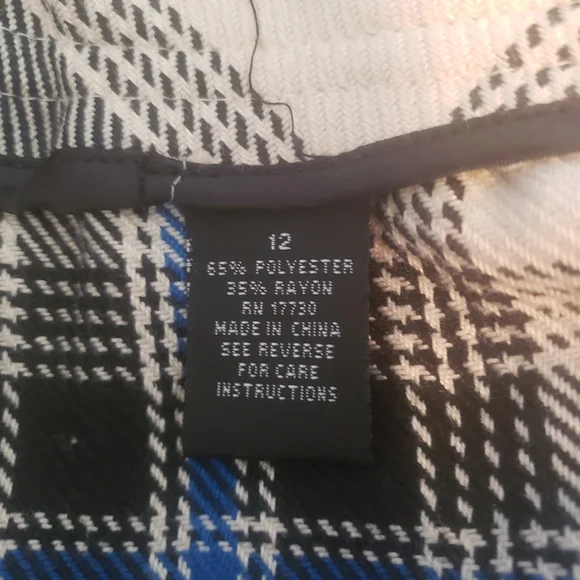 12
65% POLYESTER
35% RAYON
RN 17730
MADE IN CHINA
SEE REVERSE
FOR CARE
INSTRUCTIONS